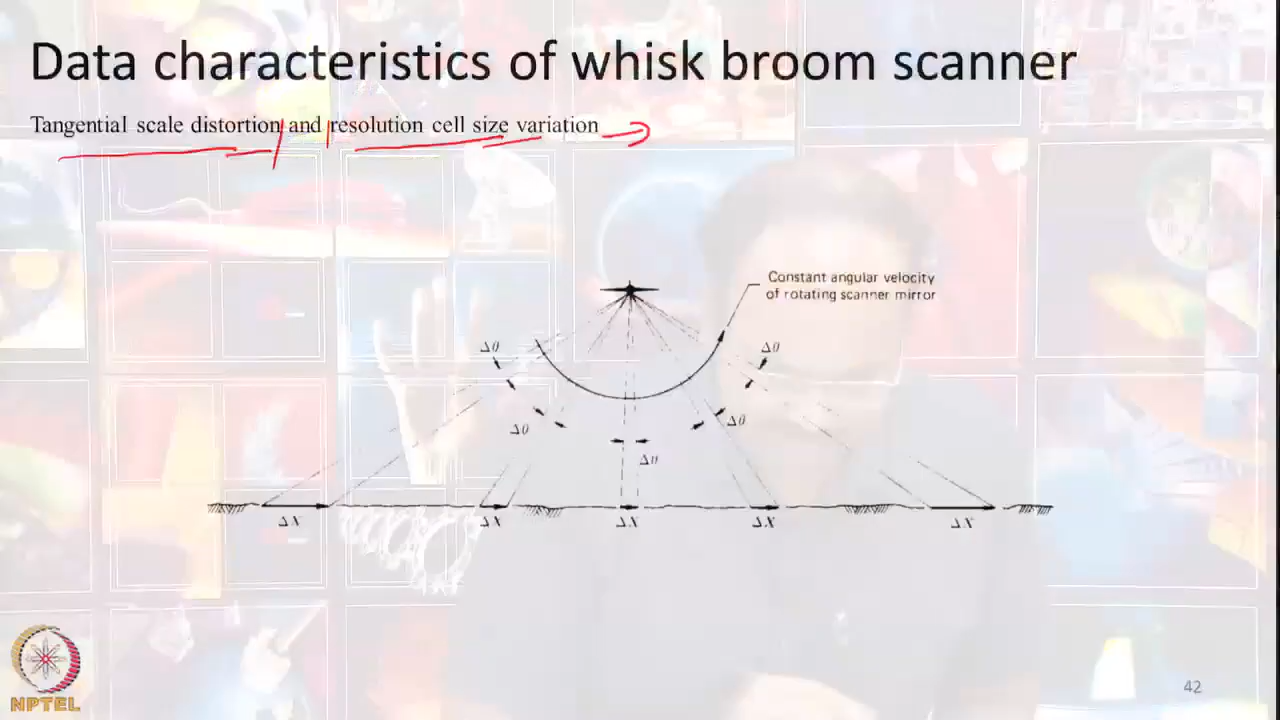 Data characteristics of whisk broom scanner
Tangential scale distortion and resolution cell size variation
Constant angular velocity
of rotating scanner mirror
Δθ
Δθ
Δθ
Δθ
Δθ
ΔX
ΔX
ΔX
ΔX
ΔX
NPTEL
42